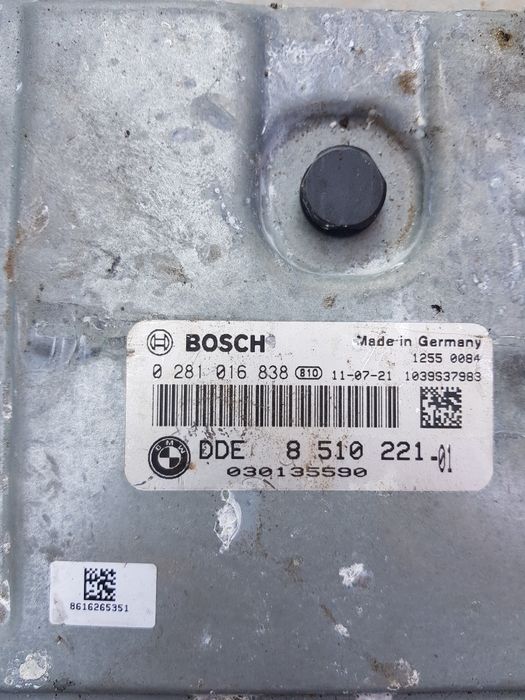 BOSCH
Made in Germany
1255 0084
0 281 016 838 810 11-07-21 1039S37983
BMW
DDE 8 510 221-01
030135590
8616265351